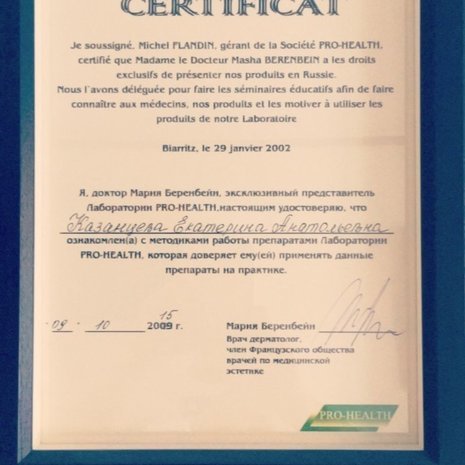 CERTIFICAT
Je soussigné, Michel FLANDIN, gérant de la Société PRO-HEALTH,
certifié que Madame le Docteur Masha BERENBEIN a les droits
exclusifs de présenter nos produits en Russie.
Nous l'avons déléguée pour faire les séminaires éducatifs afin de faire
connaître aux médecins, nos produits et les motiver à utiliser les
produits de notre Laboratoire
Biarritz, le 29 janvier 2002
Я, доктор Мария Беренбейн, эксклюзивный представитель
Лаборатории PRO-HEALTH,настоящим удостоверяю, что
Казанцева Екатерина Анатольевна
ознакомлен(а) с методиками работы препаратами Лаборатории
PRO-HEALTH, которая доверяет ему(ей) применять данные
препараты на практике.
15
09 10 2009 г.
Мария Беренбейн
Врач дерматолог,
член Французского общества
врачей по медицинской
эстетике
PRO-HEALTH